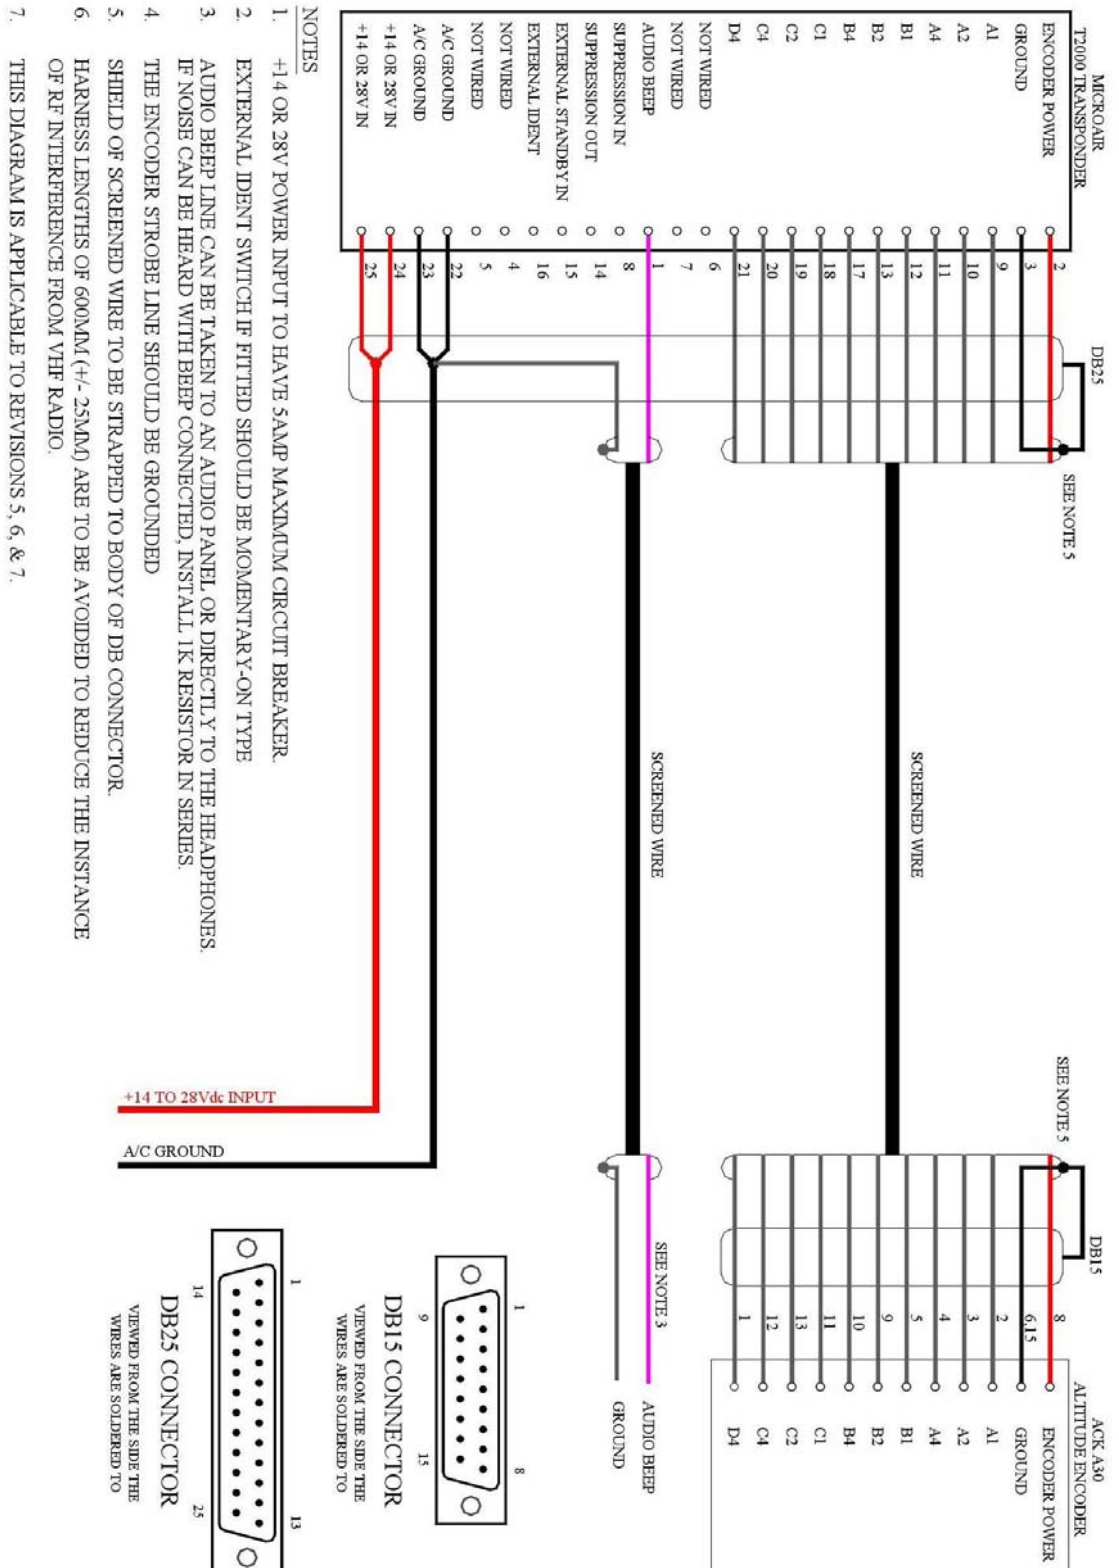 MICROAIR
T2000 TRANSPONDER
ENCODER POWER
GROUND
A1
A2
A4
B1
B2
B4
C1
C2
C4
D4
NOT WIRED
NOT WIRED
AUDIO BEEP
SUPPRESSION IN
SUPPRESSION OUT
EXTERNAL STANDBY IN
EXTERNAL IDENT
NOT WIRED
NOT WIRED
A/C GROUND
A/C GROUND
+14 OR 28V IN
+14 OR 28V IN
2
3
9
10
11
12
13
17
18
19
20
21
6
7
1
8
14
15
16
4
5
22
23
24
25
DB25
SEE NOTE 5
SCREENED WIRE
SCREENED WIRE
SEE NOTE 5
DB15
SEE NOTE 3
8
6,15
2
3
4
5
9
10
11
13
12
1
ACK A30
ALTITUDE ENCODER
ENCODER POWER
GROUND
A1
A2
A4
B1
B2
B4
C1
C2
C4
D4
AUDIO BEEP
GROUND
+14 TO 28Vdc INPUT
A/C GROUND
1
8
9
15
DB15 CONNECTOR
VIEWED FROM THE SIDE THE
WIRES ARE SOLDERED TO
1
13
14
25
DB25 CONNECTOR
VIEWED FROM THE SIDE THE
WIRES ARE SOLDERED TO
NOTES
1. +14 OR 28V POWER INPUT TO HAVE 5AMP MAXIMUM CIRCUIT BREAKER.
2. EXTERNAL IDENT SWITCH IF FITTED SHOULD BE MOMENTARY-ON TYPE
3. AUDIO BEEP LINE CAN BE TAKEN TO AN AUDIO PANEL OR DIRECTLY TO THE HEADPHONES.
IF NOISE CAN BE HEARD WITH BEEP CONNECTED, INSTALL 1K RESISTOR IN SERIES.
4. THE ENCODER STROBE LINE SHOULD BE GROUNDED
5. SHIELD OF SCREENED WIRE TO BE STRAPPED TO BODY OF DB CONNECTOR.
6. HARNESS LENGTHS OF 600MM (+/- 25MM) ARE TO BE AVOIDED TO REDUCE THE INSTANCE
OF RF INTERFERENCE FROM VHF RADIO.
7. THIS DIAGRAM IS APPLICABLE TO REVISIONS 5, 6, & 7.